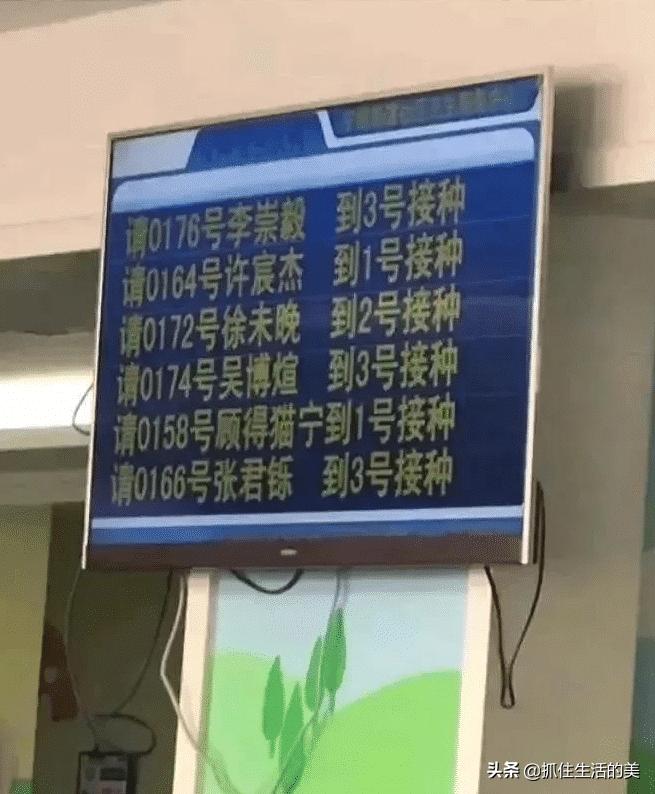 请0176号李崇毅 到3号接种
请0164号许宸杰 到1号接种
请0172号徐未晚 到2号接种
请0174号吴博煊 到3号接种
请0158号顾得猫宁到1号接种
请0166号张君铄 到3号接种
头条 @抓住生活的美